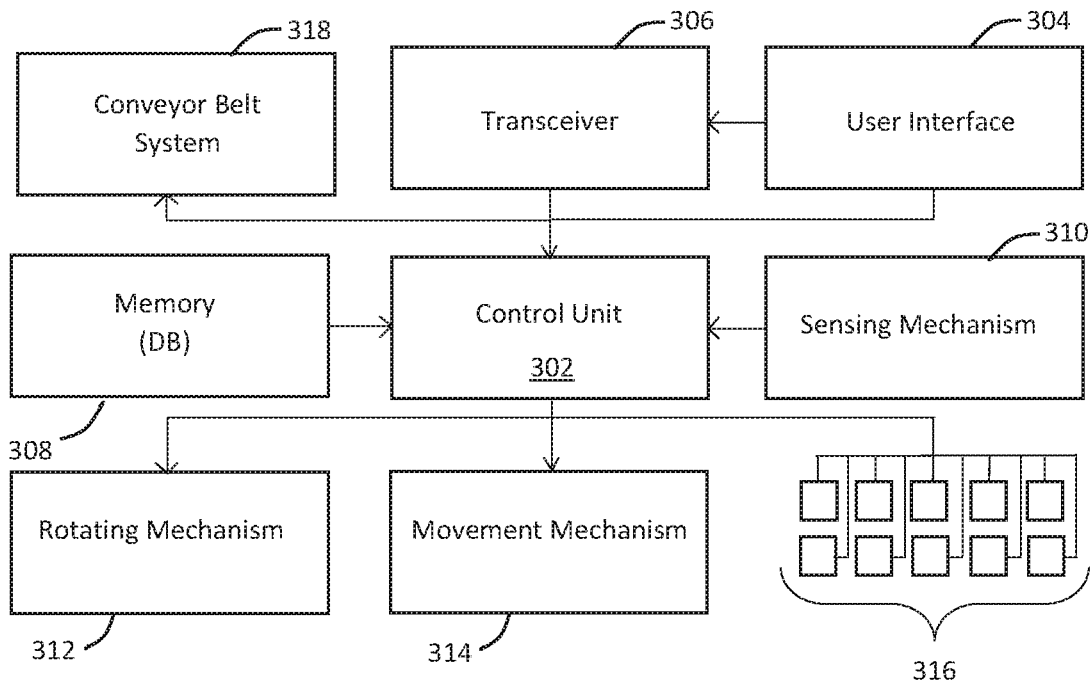 318
306
304
Conveyor Belt
System
Transceiver
User Interface
310
Memory
(DB)
Control Unit
302
Sensing Mechanism
308
Rotating Mechanism
Movement Mechanism
312
314
316